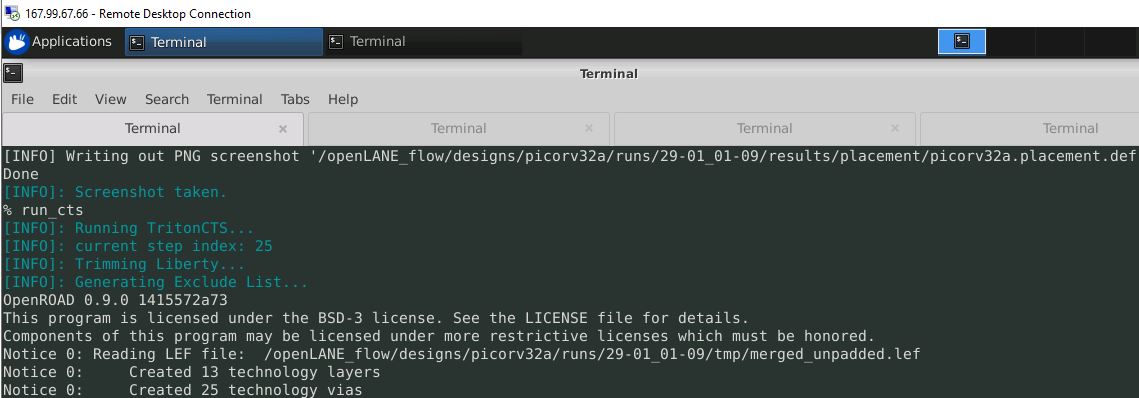 167.99.67.66 - Remote Desktop Connection
Applications Terminal Terminal
Terminal
File Edit View Search Terminal Tabs Help
Terminal × Terminal × Terminal × Terminal
[INFO] Writing out PNG screenshot '/openLANE_flow/designs/picorv32a/runs/29-01_01-09/results/placement/picorv32a.placement.def
Done
[INFO]: Screenshot taken.
% run_cts
[INFO]: Running TritonCTS...
[INFO]: current step index: 25
[INFO]: Trimming Liberty...
[INFO]: Generating Exclude List...
OpenROAD 0.9.0 1415572a73
This program is licensed under the BSD-3 license. See the LICENSE file for details.
Components of this program may be licensed under more restrictive licenses which must be honored.
Notice 0: Reading LEF file:  /openLANE_flow/designs/picorv32a/runs/29-01_01-09/tmp/merged_unpadded.lef
Notice 0:     Created 13 technology layers
Notice 0:     Created 25 technology vias